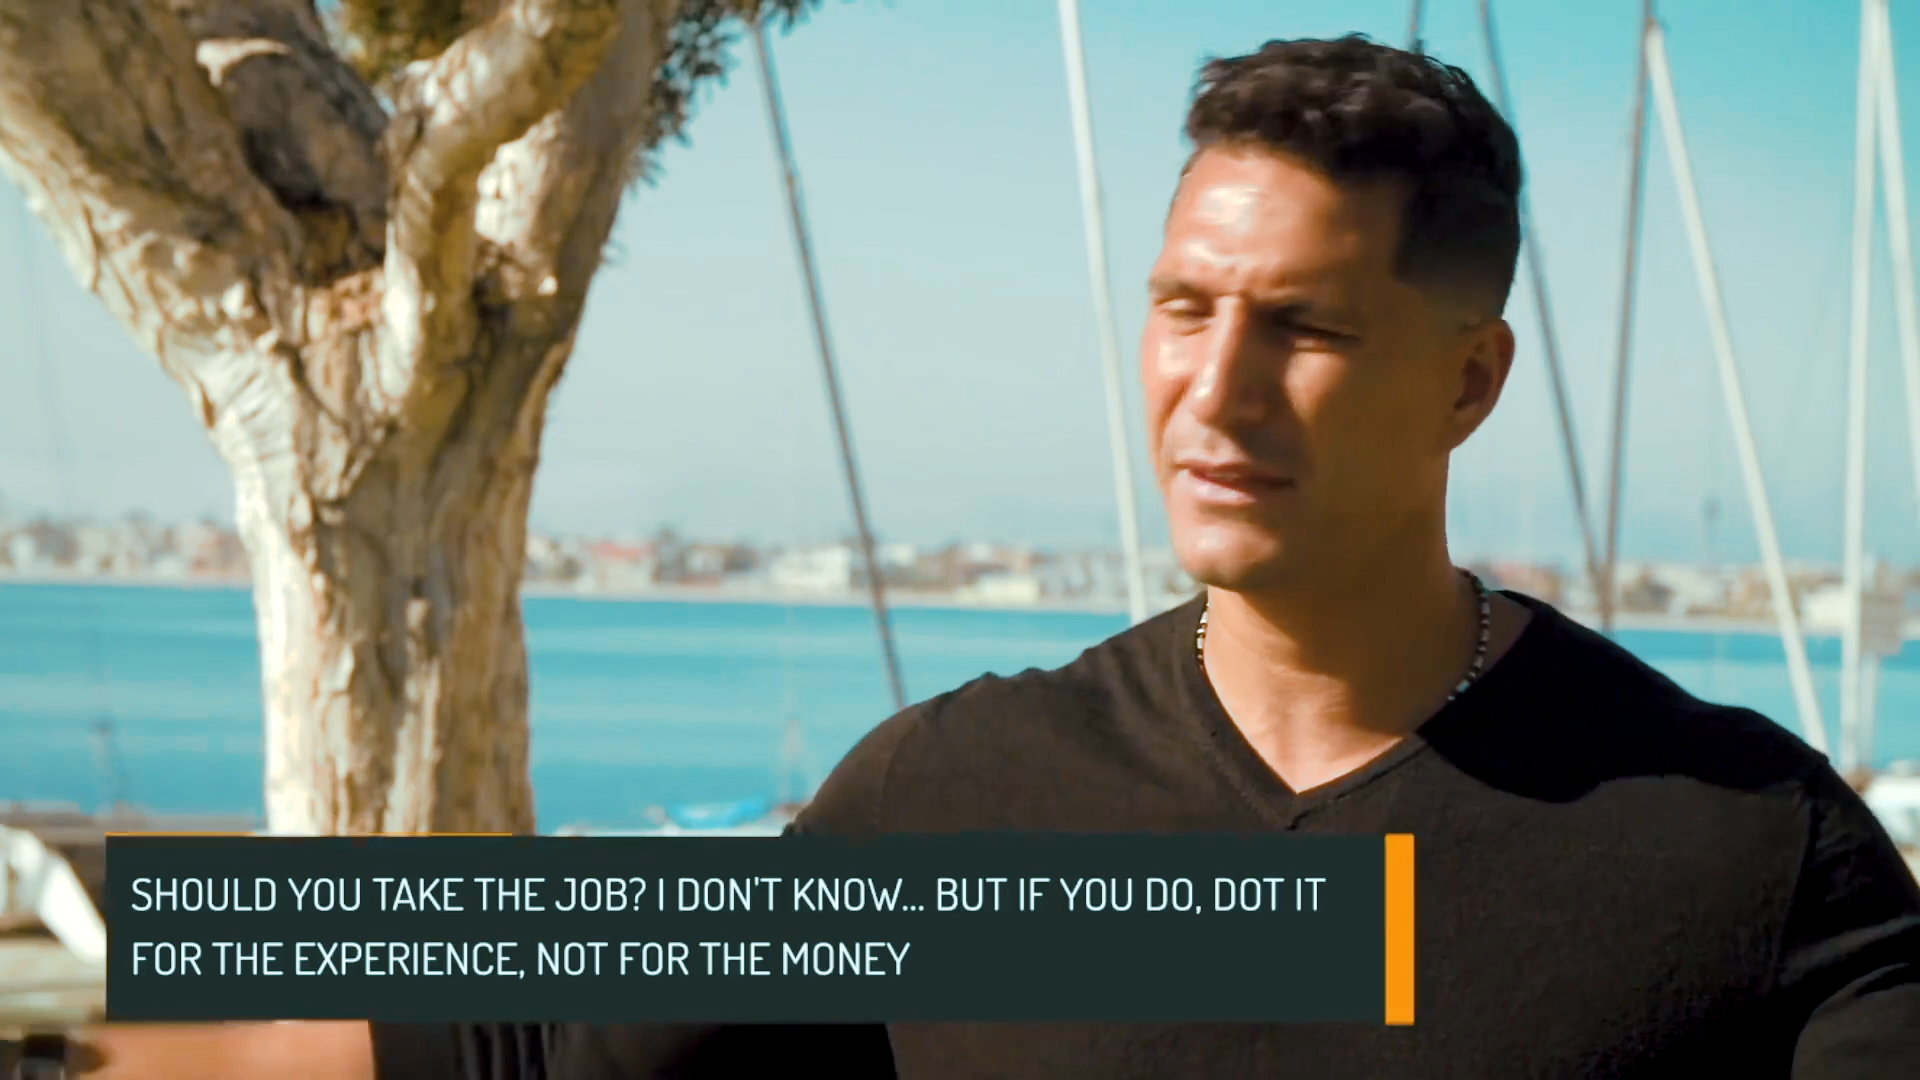 SHOULD YOU TAKE THE JOB? I DON'T KNOW... BUT IF YOU DO, DOT IT
FOR THE EXPERIENCE, NOT FOR THE MONEY